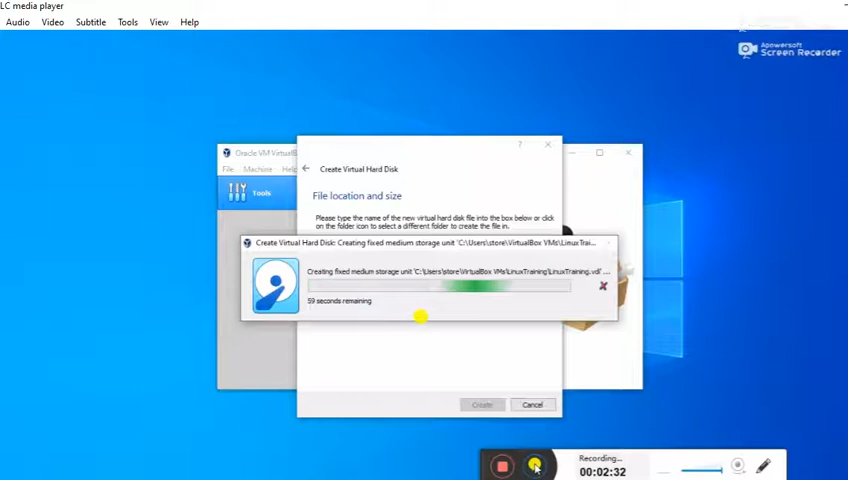 LC media player
Audio Video Subtitle Tools View Help
Apowersoft
Screen Recorder
Oracle VM VirtualB
File Machine Help
Tools
Create Virtual Hard Disk
File location and size
Please type the name of the new virtual hard disk file into the box below or click
on the folder icon to select a different folder to create the file in.
Create Virtual Hard Disk: Creating fixed medium storage unit 'C:\Users\store\VirtualBox VMs\LinuxTrai...
Creating fixed medium storage unit 'C:\Users\store\VirtualBox VMs\LinuxTraining\LinuxTraining.vdi' ...
59 seconds remaining
Create Cancel
Recording...
00:02:32